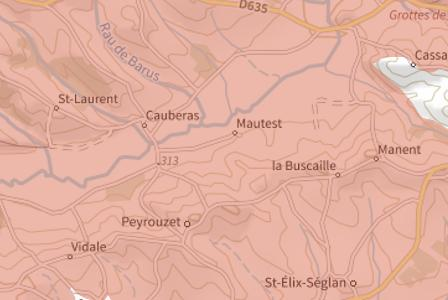 D635
Grottes de
Rau de Barus
Cassa
St-Laurent
Cauberas
Mautest
Manent
313
la Buscaille
Peyrouzet
Vidale
St-Élix-Séglan